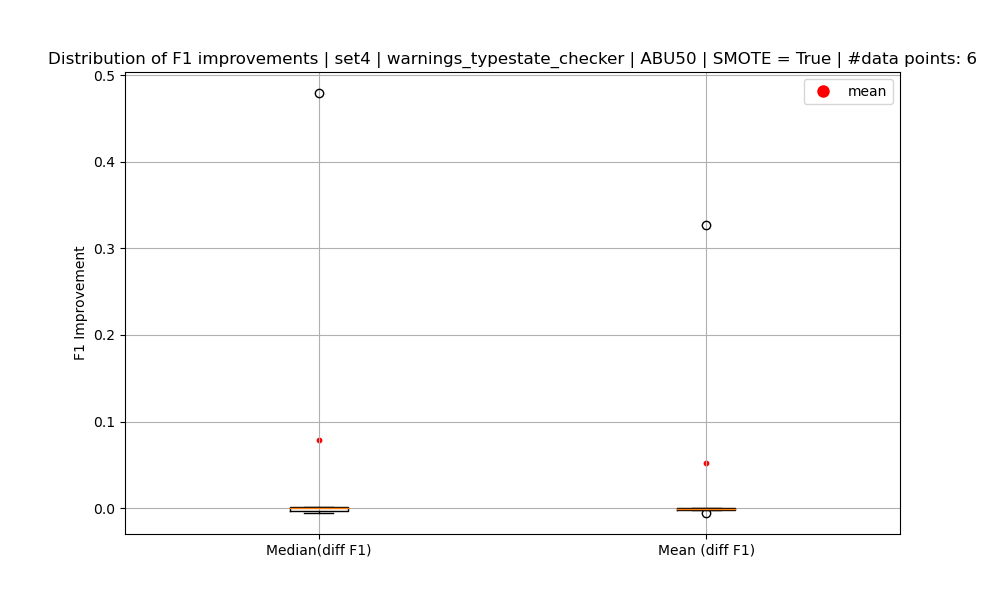 Distribution of F1 improvements | set4 | warnings_typestate_checker | ABU50 | SMOTE = True | #data points: 6
0.5
mean
0.4
0.3
F1 Improvement
0.2
0.1
0.0
Median(diff F1)
Mean (diff F1)